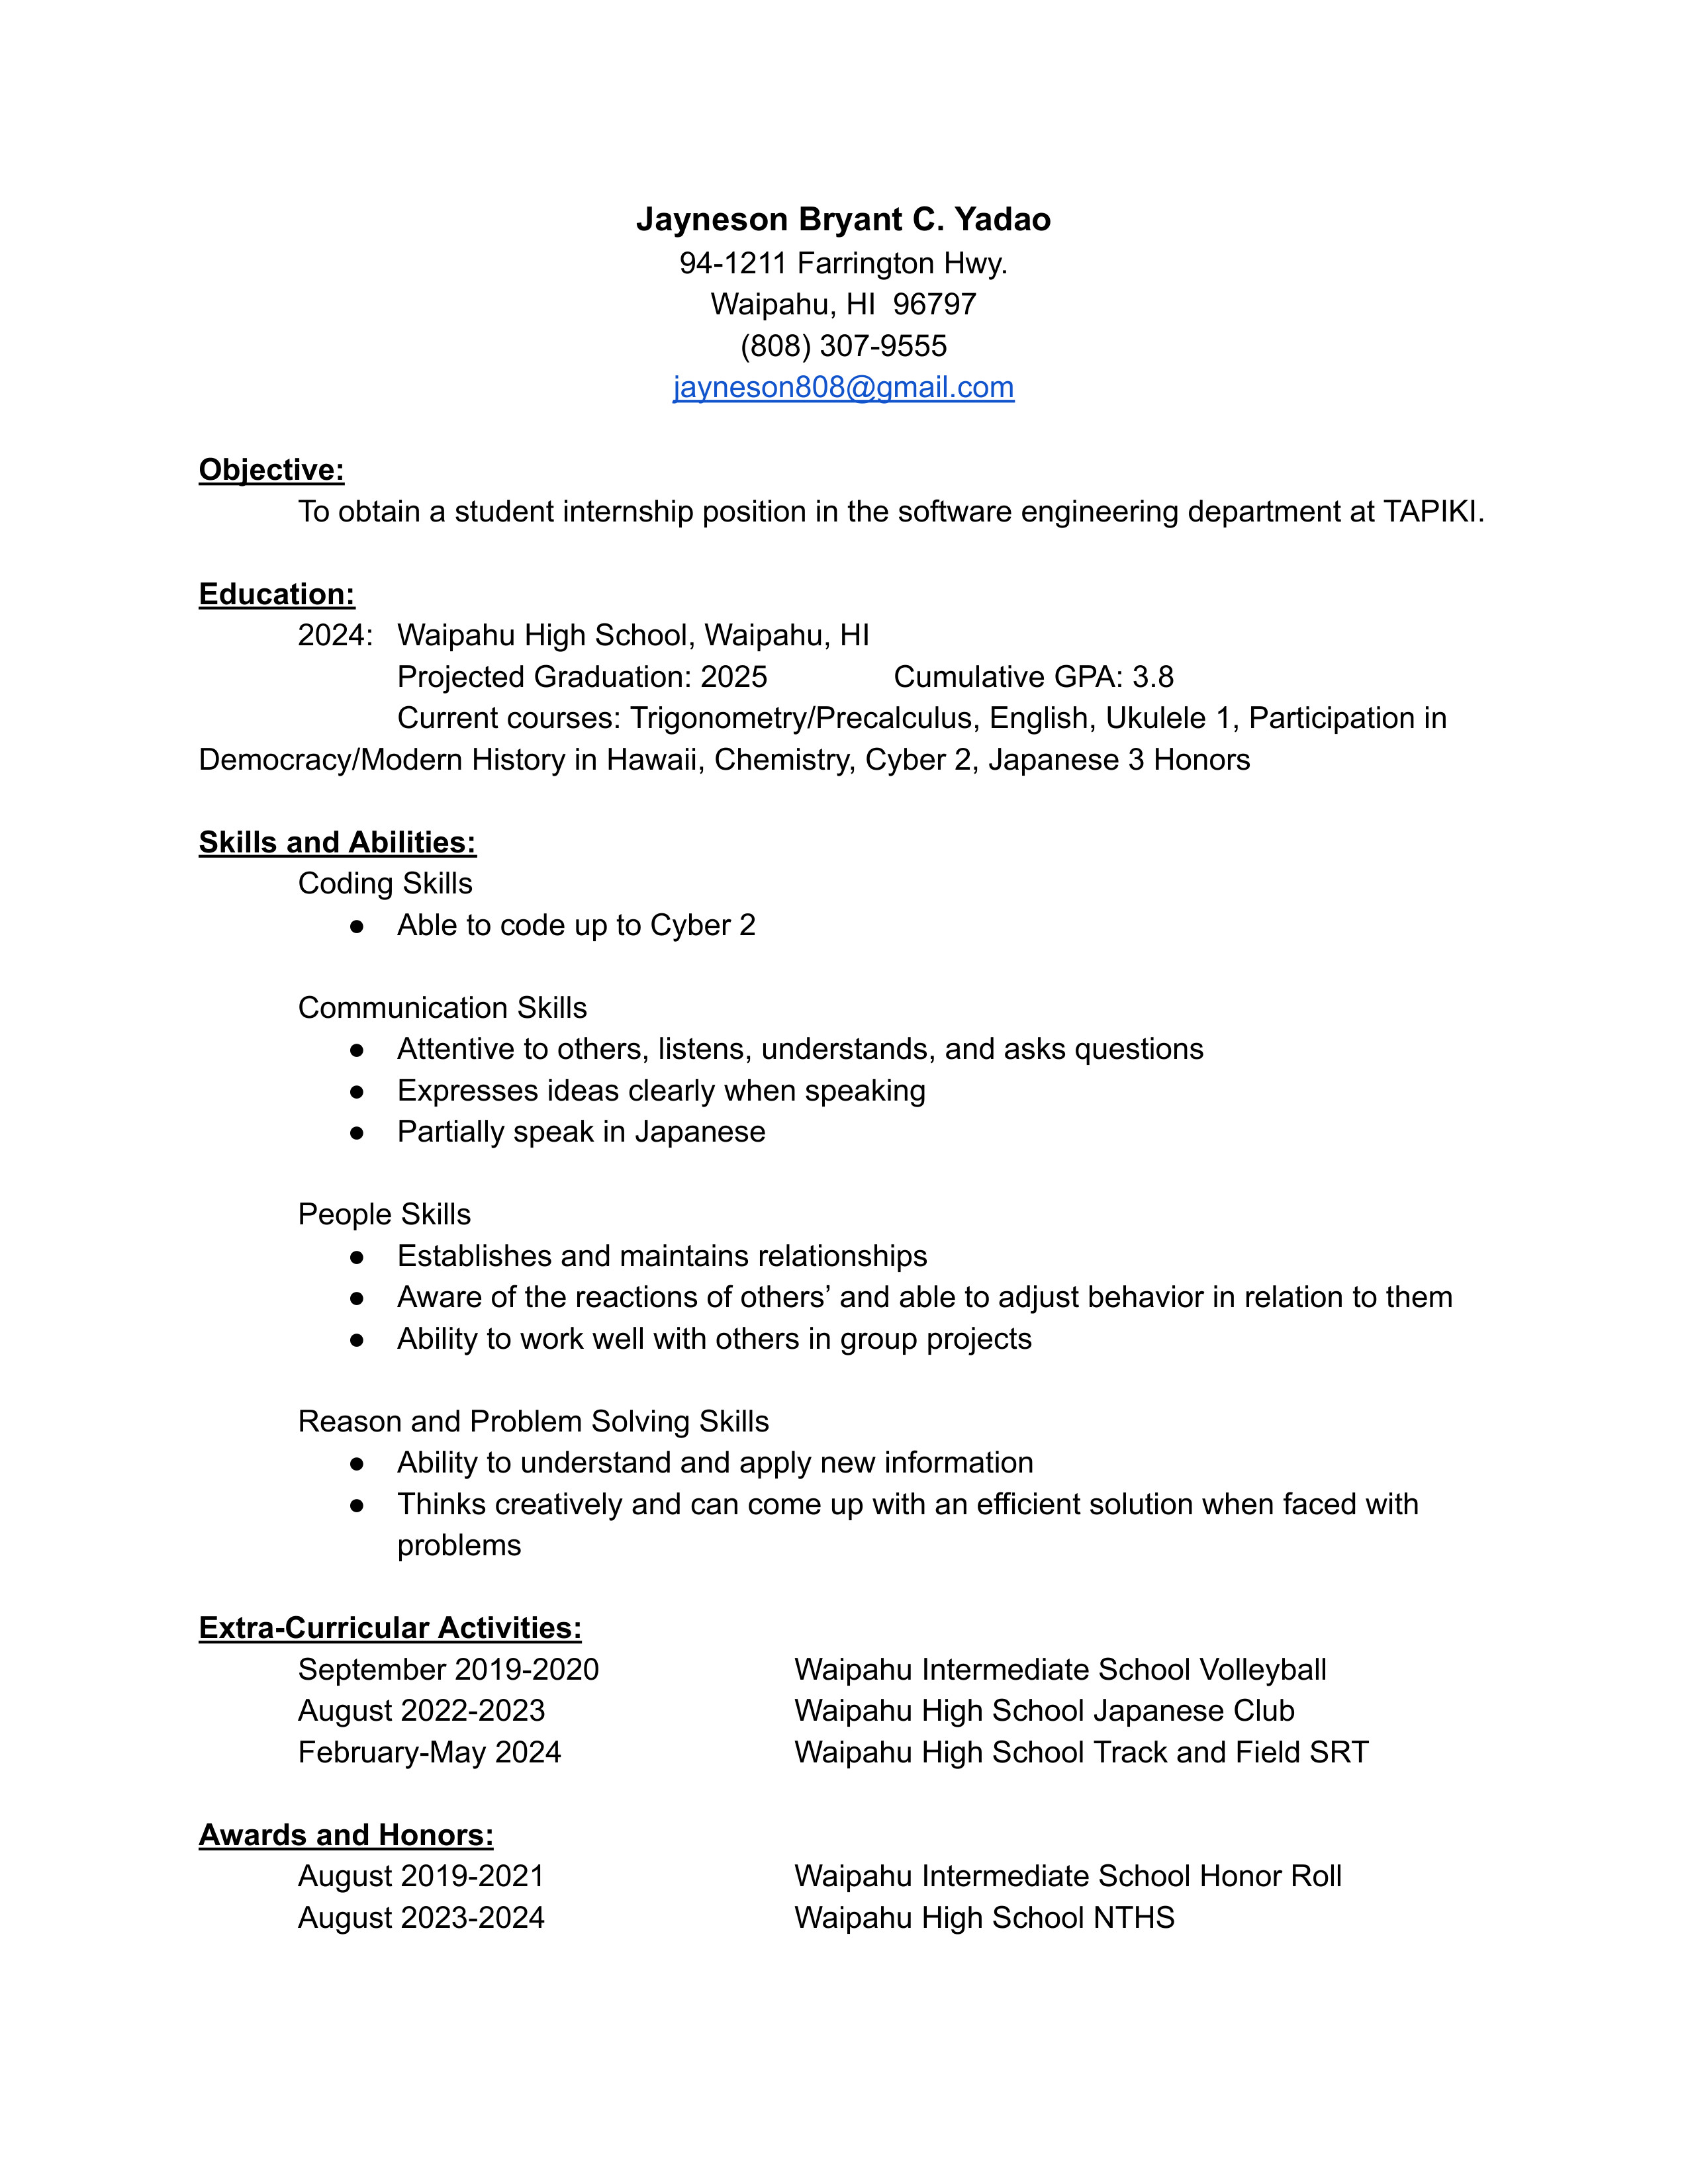 Jayneson Bryant C. Yadao
94-1211 Farrington Hwy.
Waipahu, HI  96797
(808) 307-9555
jayneson808@gmail.com
Objective:
To obtain a student internship position in the software engineering department at TAPIKI.
Education:
2024: Waipahu High School, Waipahu, HI
Projected Graduation: 2025 Cumulative GPA: 3.8
Current courses: Trigonometry/Precalculus, English, Ukulele 1, Participation in
Democracy/Modern History in Hawaii, Chemistry, Cyber 2, Japanese 3 Honors
Skills and Abilities:
Coding Skills
● Able to code up to Cyber 2
Communication Skills
● Attentive to others, listens, understands, and asks questions
● Expresses ideas clearly when speaking
● Partially speak in Japanese
People Skills
● Establishes and maintains relationships
● Aware of the reactions of others’ and able to adjust behavior in relation to them
● Ability to work well with others in group projects
Reason and Problem Solving Skills
● Ability to understand and apply new information
● Thinks creatively and can come up with an efficient solution when faced with
problems
Extra-Curricular Activities:
September 2019-2020 Waipahu Intermediate School Volleyball
August 2022-2023 Waipahu High School Japanese Club
February-May 2024 Waipahu High School Track and Field SRT
Awards and Honors:
August 2019-2021 Waipahu Intermediate School Honor Roll
August 2023-2024 Waipahu High School NTHS